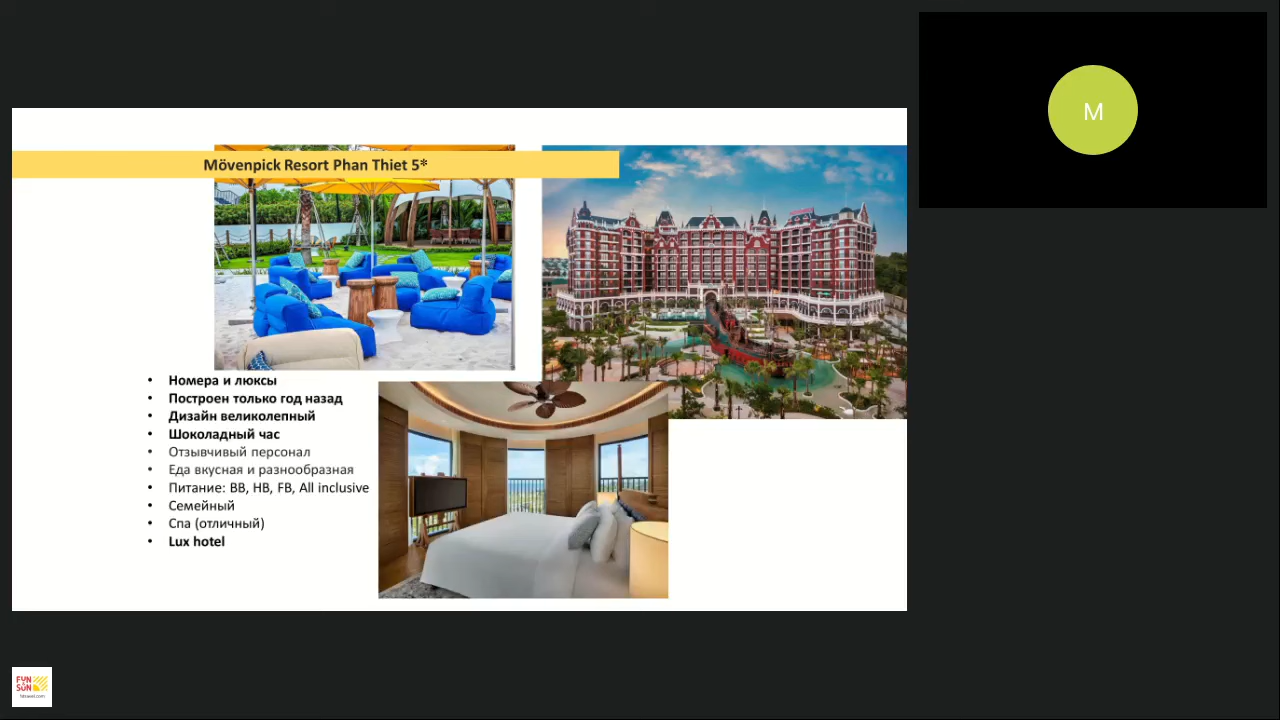 M
Mövenpick Resort Phan Thiet 5*
• Номера и люксы
• Построен только год назад
• Дизайн великолепный
• Шоколадный час
• Отзывчивый персонал
• Еда вкусная и разнообразная
• Питание: BB, HB, FB, All inclusive
• Семейный
• Спа (отличный)
• Lux hotel
FUN
&SUN